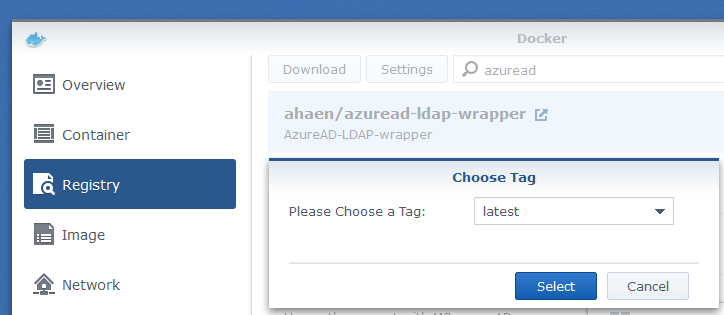 Docker
Overview
Container
Registry
Image
Network
Download Settings azuread
ahaen/azuread-ldap-wrapper
AzureAD-LDAP-wrapper
Choose Tag
Please Choose a Tag: latest
Select Cancel